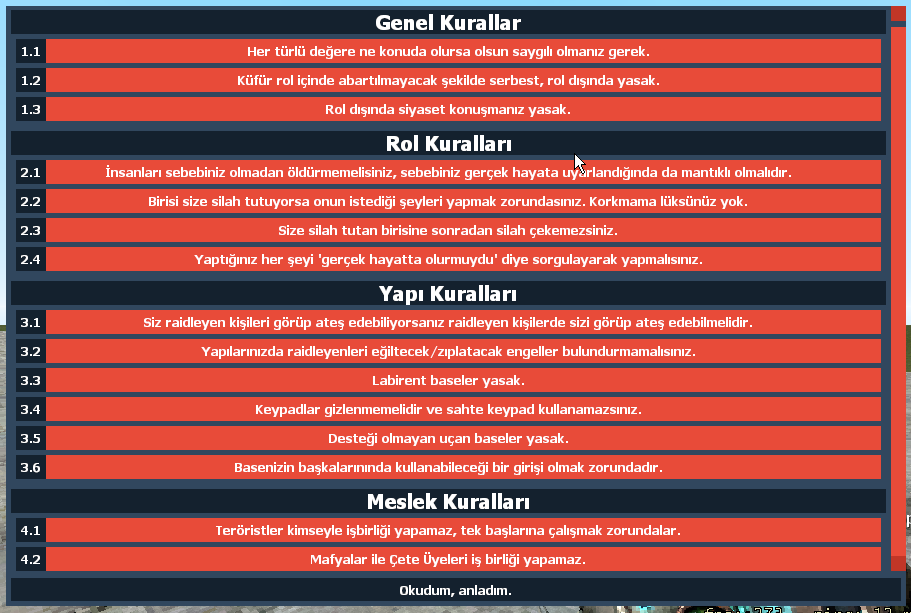 Genel Kurallar
1.1 Her türlü değere ne konuda olursa olsun saygılı olmanız gerek.
1.2 Küfür rol içinde abartılmayacak şekilde serbest, rol dışında yasak.
1.3 Rol dışında siyaset konuşmanız yasak.
Rol Kuralları
2.1 İnsanları sebebiniz olmadan öldürmemelisiniz, sebebiniz gerçek hayata uyarlandığında da mantıklı olmalıdır.
2.2 Birisi size silah tutuyorsa onun istediği şeyleri yapmak zorundasınız. Korkmama lüksünüz yok.
2.3 Size silah tutan birisine sonradan silah çekemezsiniz.
2.4 Yaptığınız her şeyi 'gerçek hayatta olurmuydu' diye sorgulayarak yapmalısınız.
Yapı Kuralları
3.1 Siz raidleyen kişileri görüp ateş edebiliyorsanız raidleyen kişilerde sizi görüp ateş edebilmelidir.
3.2 Yapılarınızda raidleyenleri eğiltecek/zıplatacak engeller bulundurmamalısınız.
3.3 Labirent baseler yasak.
3.4 Keypadlar gizlenmemelidir ve sahte keypad kullanamazsınız.
3.5 Desteği olmayan uçan baseler yasak.
3.6 Basenizin başkalarınında kullanabileceği bir girişi olmak zorundadır.
Meslek Kuralları
4.1 Teröristler kimseyle işbirliği yapamaz, tek başlarına çalışmak zorundalar.
4.2 Mafyalar ile Çete Üyeleri iş birliği yapamaz.
Okudum, anladım.